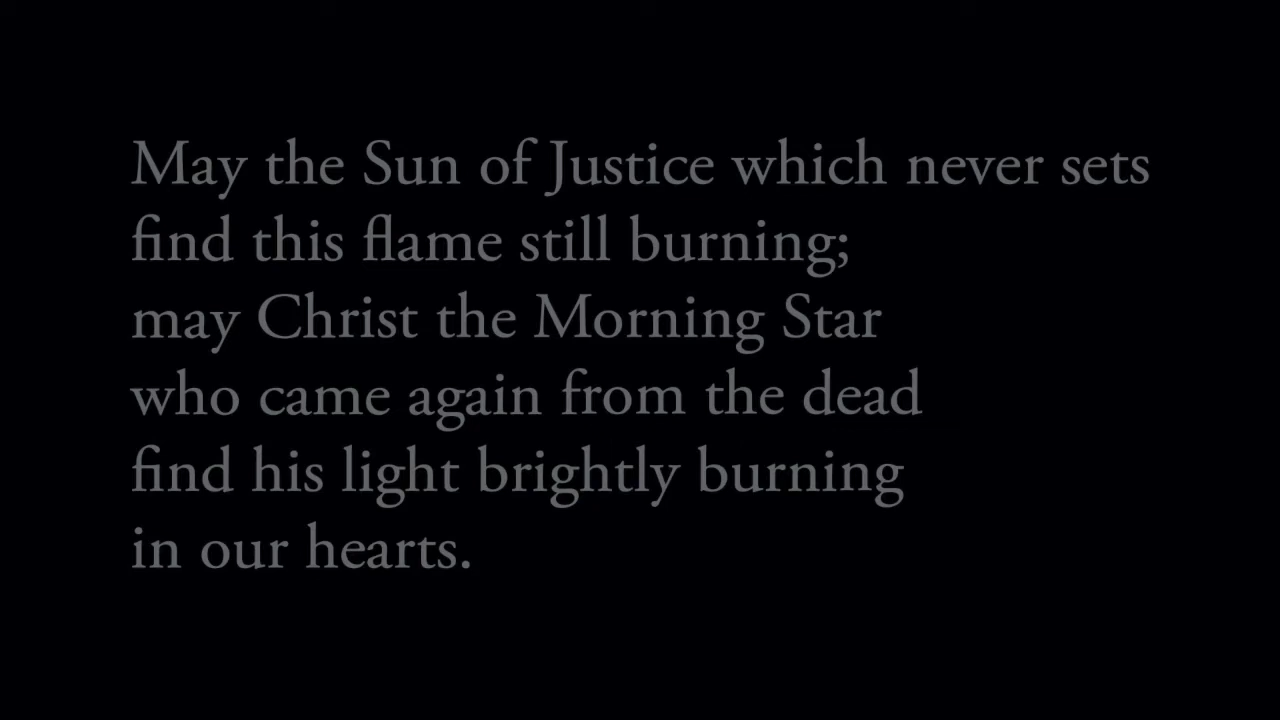 May the Sun of Justice which never sets
find this flame still burning;
may Christ the Morning Star
who came again from the dead
find his light brightly burning
in our hearts.